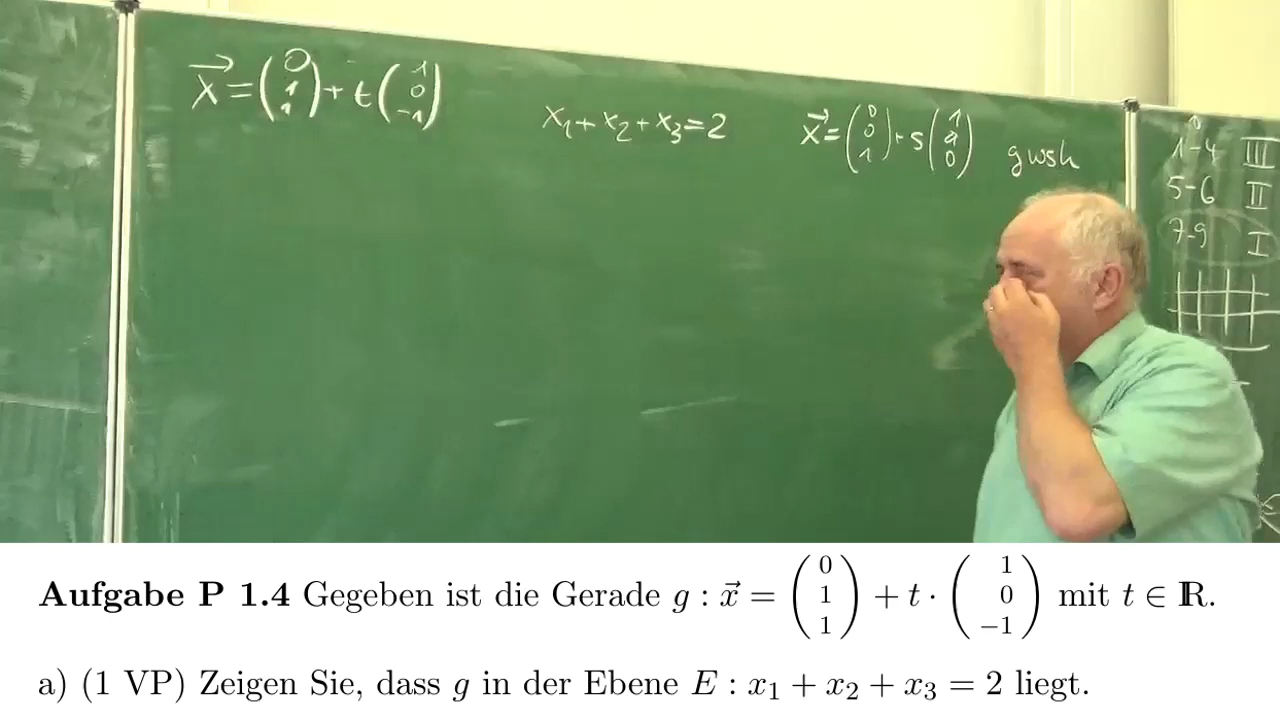 x⃗ = (0 1 1) + t (1 0 -1)
x₁ + x₂ + x₃ = 2
x⃗ = (0 0 1) + s (1 1 0) g wsh
1-4 III
5-6 II
7-9 I
Aufgabe P 1.4 Gegeben ist die Gerade g : x⃗ = (0 1 1) + t · (1 0 −1) mit t ∈ ℝ.
a) (1 VP) Zeigen Sie, dass g in der Ebene E : x₁ + x₂ + x₃ = 2 liegt.